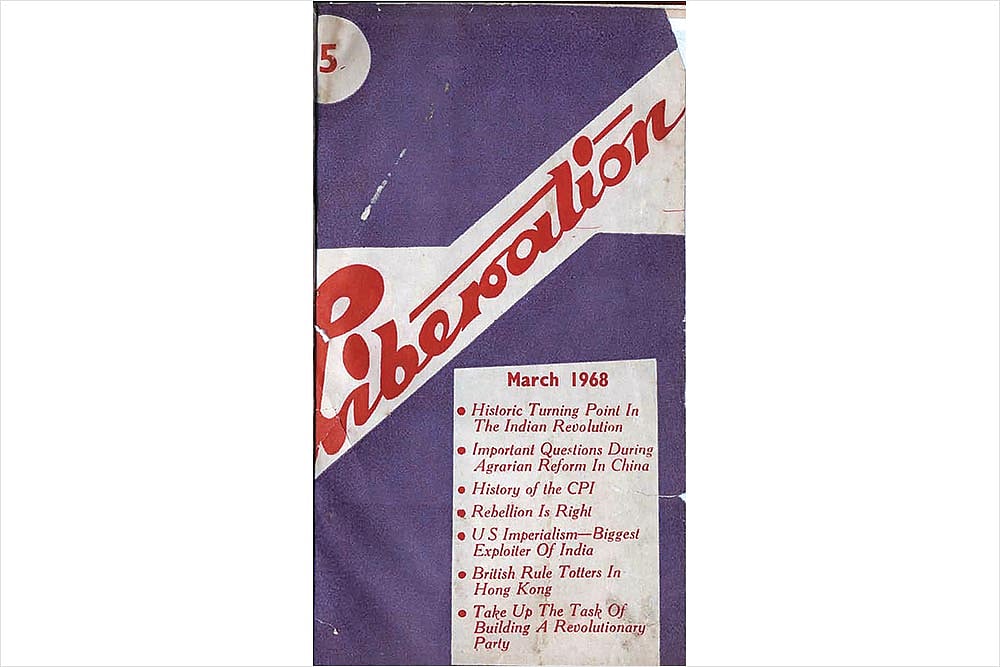 5
Liberation
March 1968
• Historic Turning Point In
The Indian Revolution
• Important Questions During
Agrarian Reform In China
• History of the CPI
• Rebellion Is Right
• U S Imperialism—Biggest
Exploiter Of India
• British Rule Totters In
Hong Kong
• Take Up The Task Of
Building A Revolutionary
Party